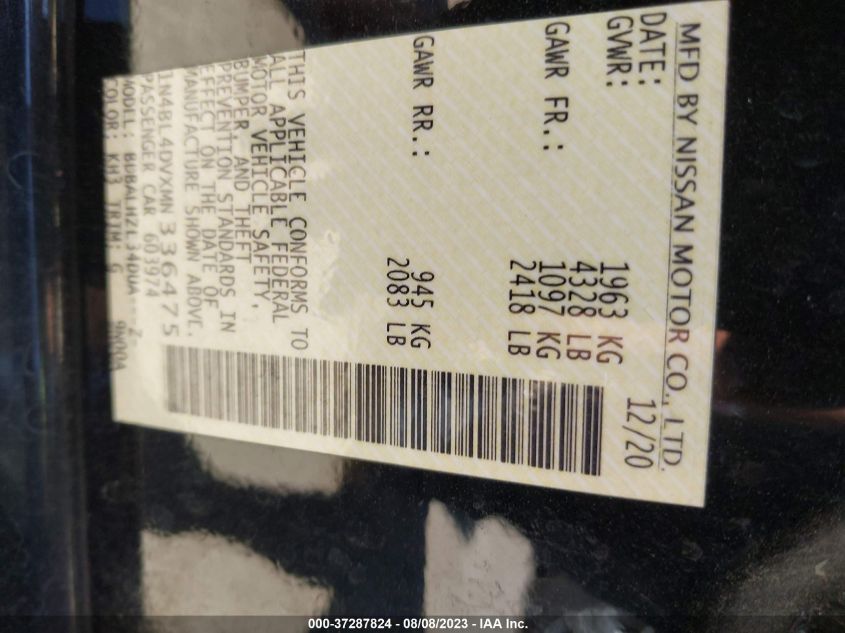 MFD BY NISSAN MOTOR CO., LTD.
DATE: 12/20
GVWR: 1963 KG
4328 LB
GAWR FR.: 1097 KG
2418 LB
GAWR RR.: 945 KG
2083 LB
THIS VEHICLE CONFORMS TO
ALL APPLICABLE FEDERAL
MOTOR VEHICLE SAFETY,
BUMPER AND THEFT
PREVENTION STANDARDS IN
EFFECT ON THE DATE OF
MANUFACTURE SHOWN ABOVE.
1N4BL4DVXMN336475
PASSENGER CAR 603974
MODEL: BDBALHZL34DUA---Z-
COLOR: KH3 TRIM: G
000-37287824 - 08/08/2023 - IAA Inc.